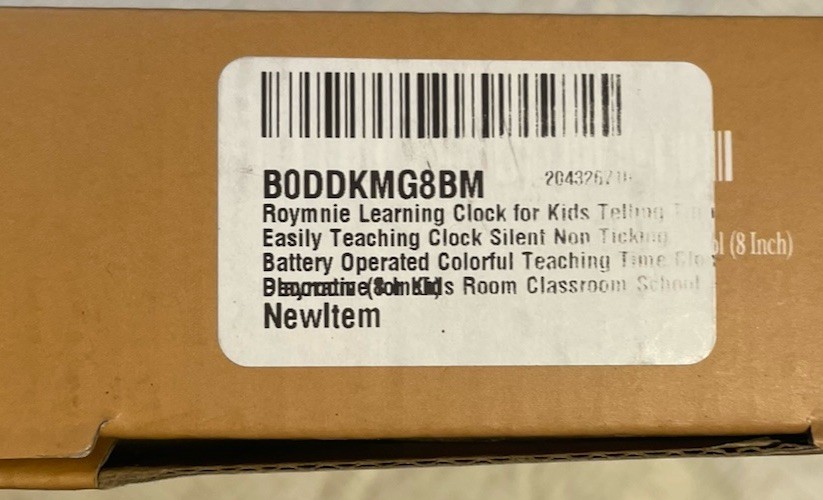 B0DDKMG8BM
Roymnie Learning Clock for Kids Telling
Easily Teaching Clock Silent Non Ticking
(8 Inch)
Battery Operated Colorful Teaching Time
Kids Room Classroom School
NewItem